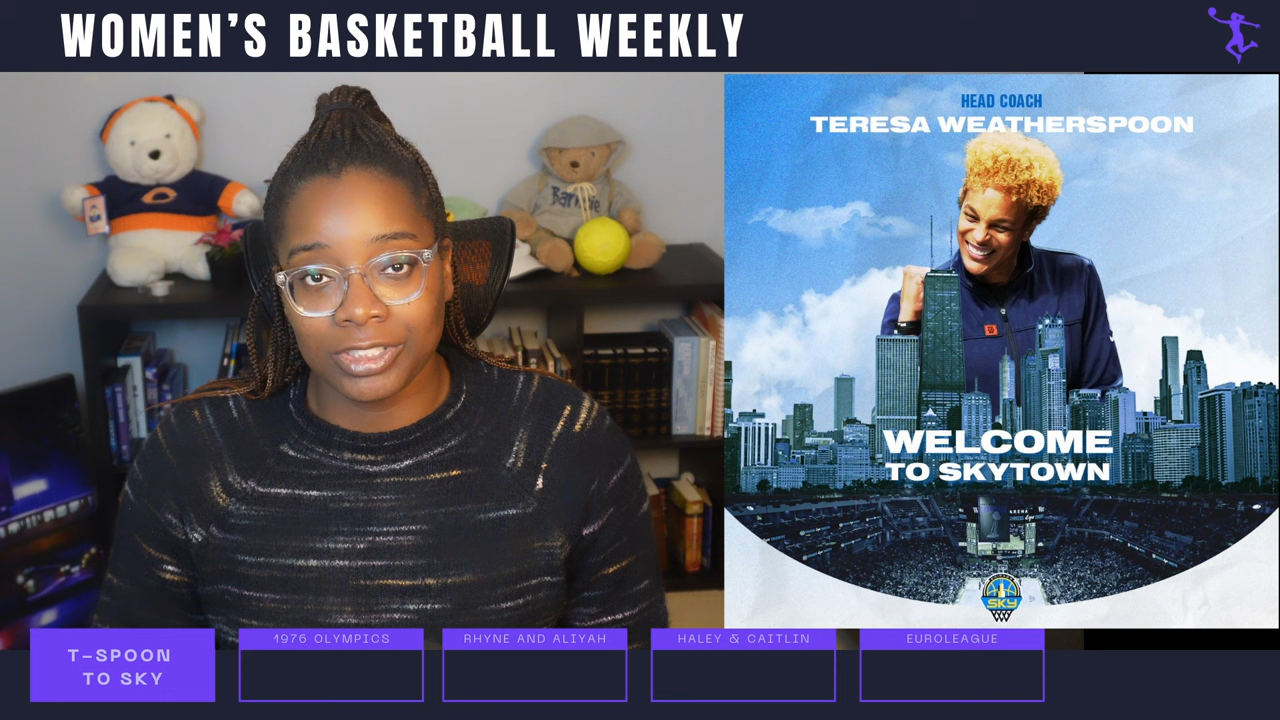 WOMEN'S BASKETBALL WEEKLY
HEAD COACH
TERESA WEATHERSPOON
Barkie
WELCOME
TO SKYTOWN
SKY
T-SPOON
TO SKY
1976 OLYMPICS
RHYNE AND ALIYAH
HALEY & CAITLIN
EUROLEAGUE